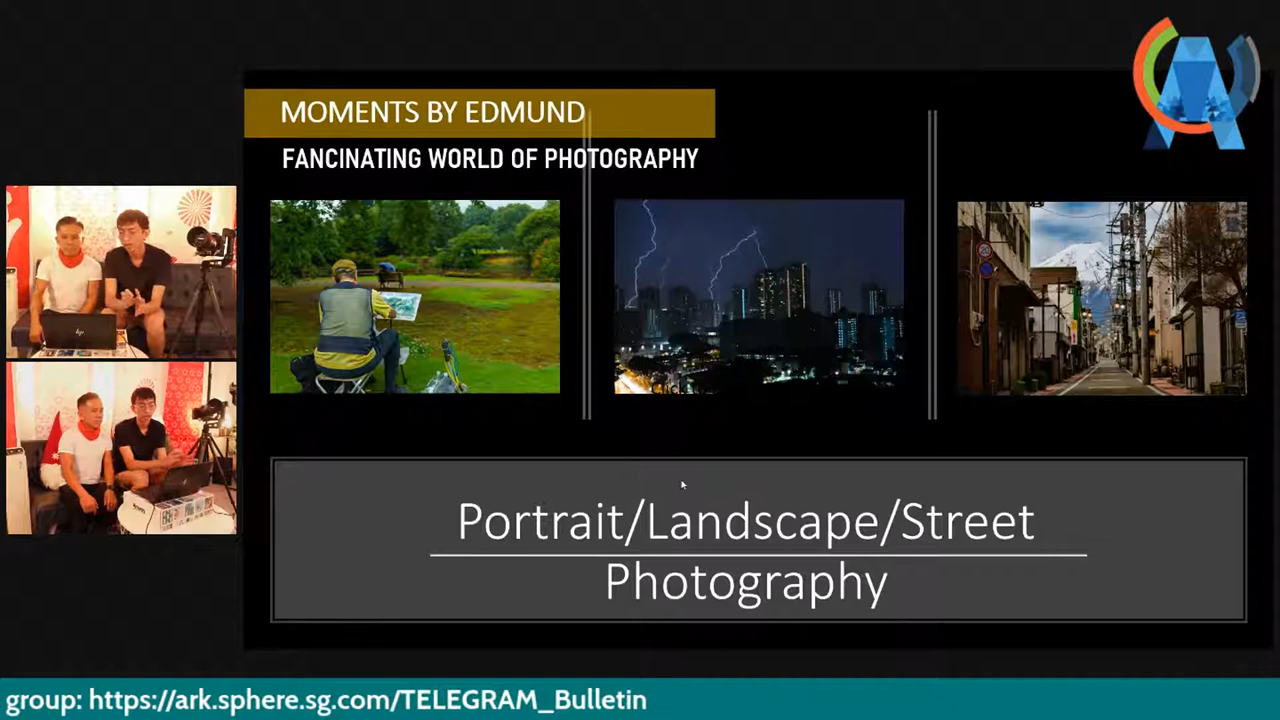 MOMENTS BY EDMUND
FANCINATING WORLD OF PHOTOGRAPHY
Portrait/Landscape/Street
Photography
group: https://ark.sphere.sg.com/TELEGRAM_Bulletin